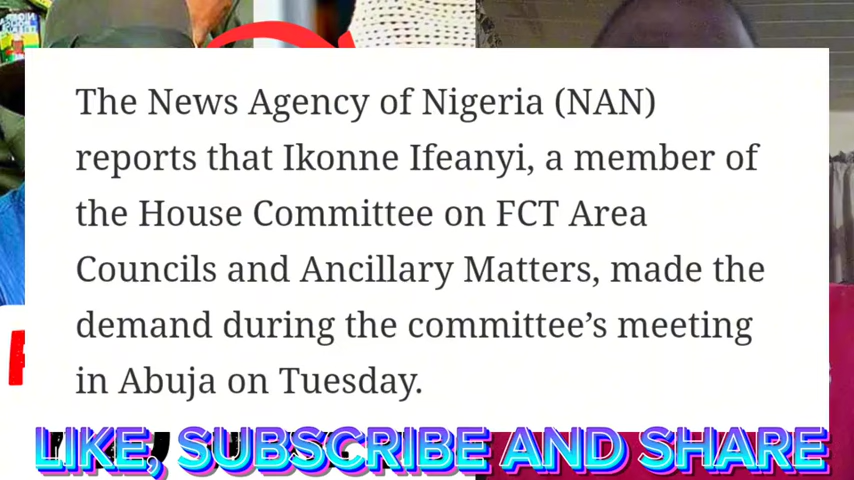 The News Agency of Nigeria (NAN)
reports that Ikonne Ifeanyi, a member of
the House Committee on FCT Area
Councils and Ancillary Matters, made the
demand during the committee’s meeting
in Abuja on Tuesday.
LIKE, SUBSCRIBE AND SHARE